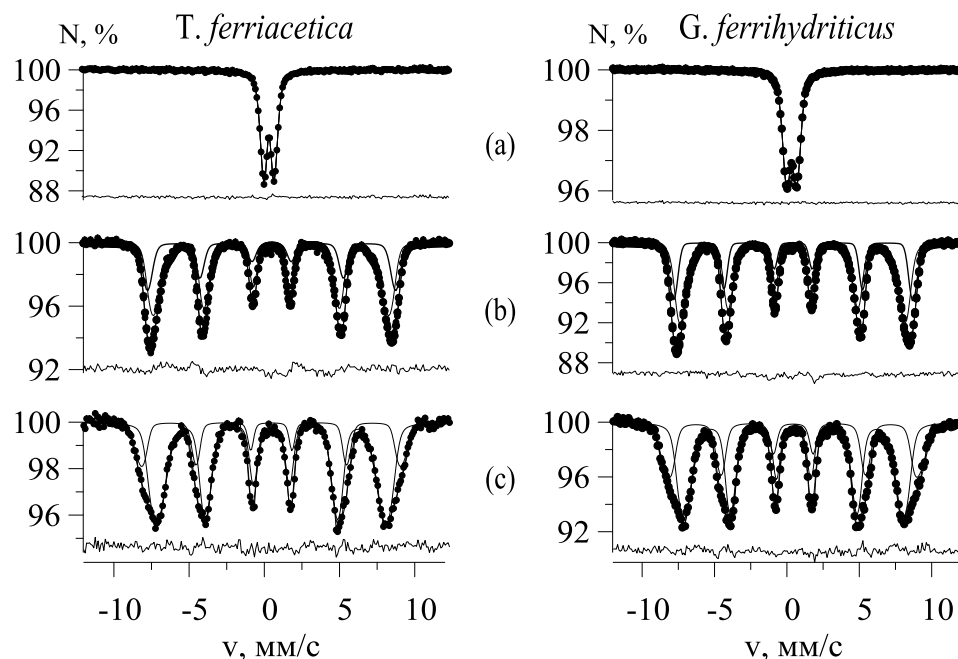 T. ferriacetica
G. ferrihydriticus
N, %
N, %
100
96
92
88
(a)
100
98
96
100
96
92
(b)
100
96
92
88
100
98
96
(c)
100
96
92
-10 -5 0 5 10
-10 -5 0 5 10
v, мм/с
v, мм/с